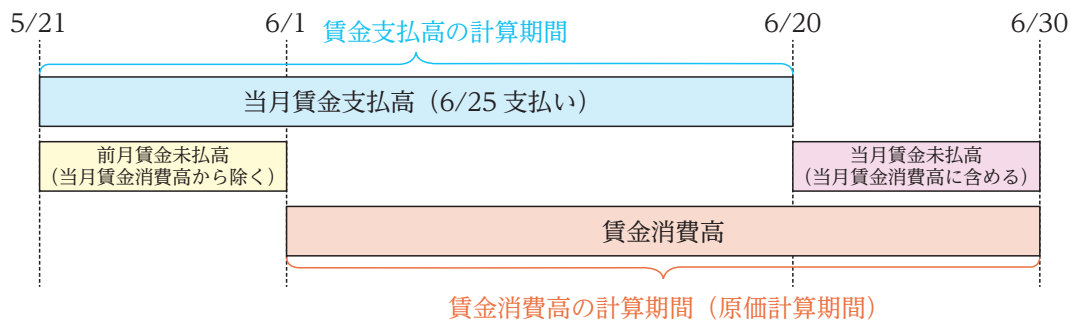 5/21
6/1
賃金支払高の計算期間
6/20
6/30
当月賃金支払高（6/25 支払い）
前月賃金未払高
（当月賃金消費高から除く）
当月賃金未払高
（当月賃金消費高に含める）
賃金消費高
賃金消費高の計算期間（原価計算期間）